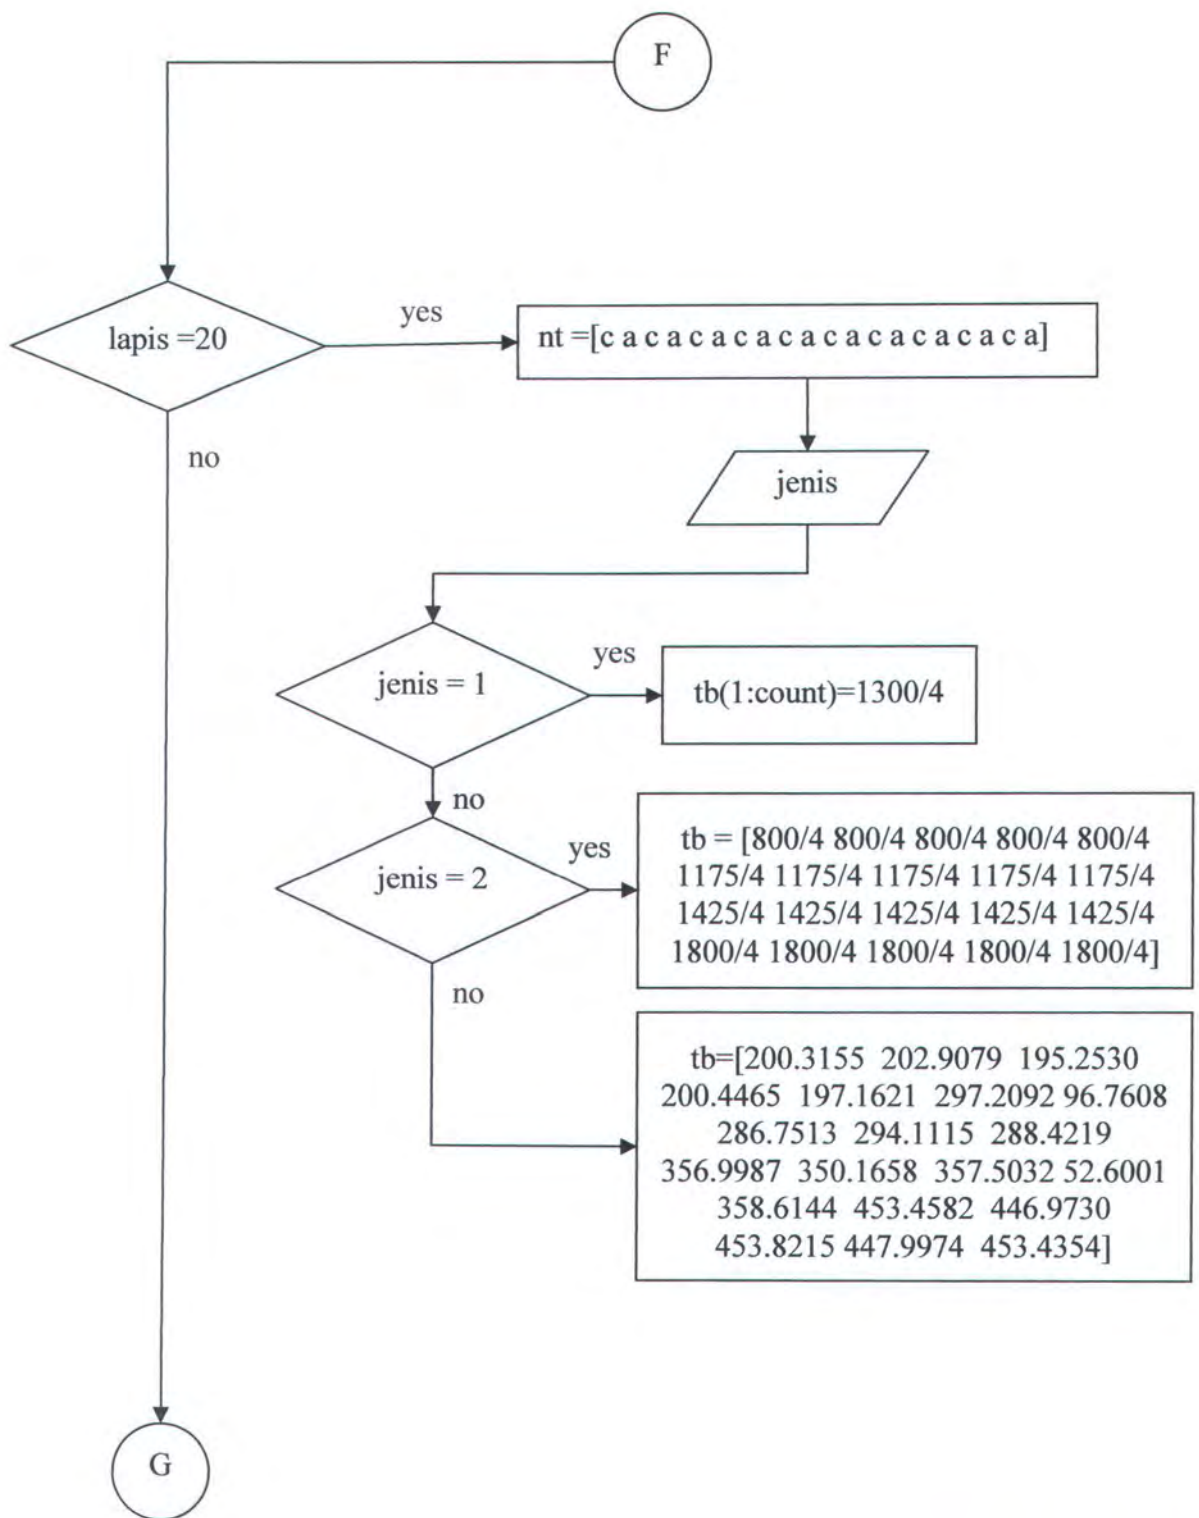 F
lapis =20
yes
nt =[c a c a c a c a c a c a c a c a c a c a]
no
jenis
jenis = 1
yes
tb(1:count)=1300/4
no
jenis = 2
yes
tb = [800/4 800/4 800/4 800/4 800/4
1175/4 1175/4 1175/4 1175/4 1175/4
1425/4 1425/4 1425/4 1425/4 1425/4
1800/4 1800/4 1800/4 1800/4 1800/4]
no
tb=[200.3155 202.9079 195.2530
200.4465 197.1621 297.2092 96.7608
286.7513 294.1115 288.4219
356.9987 350.1658 357.5032 52.6001
358.6144 453.4582 446.9730
453.8215 447.9974 453.4354]
G